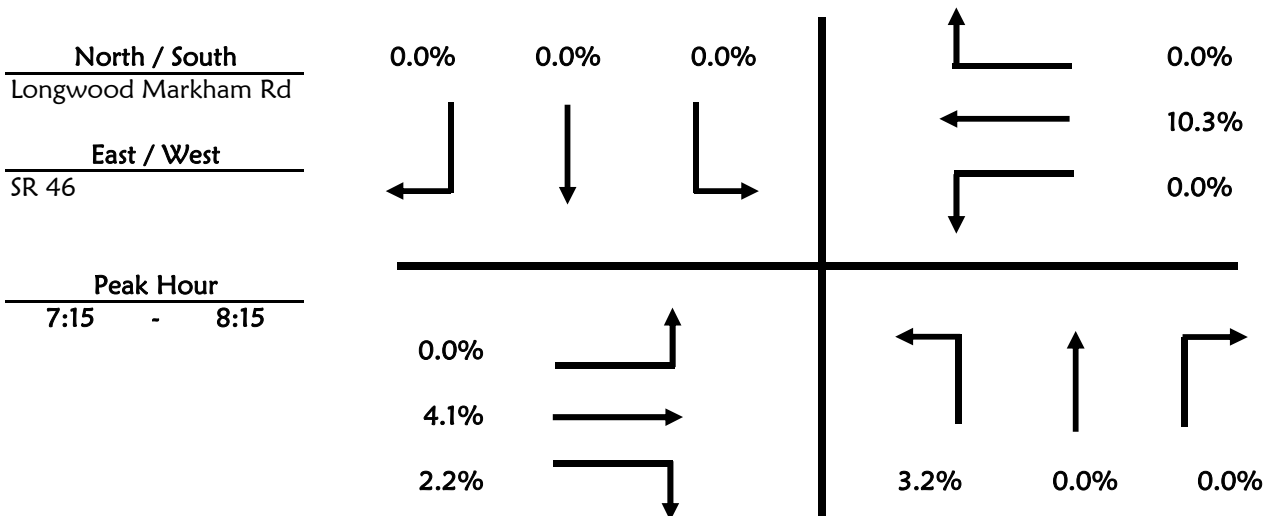 North / South
Longwood Markham Rd
East / West
SR 46
Peak Hour
7:15 - 8:15
0.0% 0.0% 0.0%
0.0%
10.3%
0.0%
0.0%
4.1%
2.2%
3.2% 0.0% 0.0%